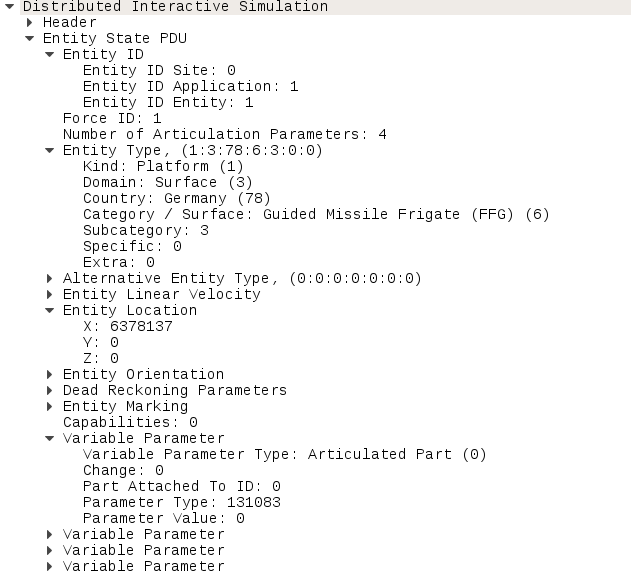 Distributed Interactive Simulation
Header
Entity State PDU
Entity ID
Entity ID Site: 0
Entity ID Application: 1
Entity ID Entity: 1
Force ID: 1
Number of Articulation Parameters: 4
Entity Type, (1:3:78:6:3:0:0)
Kind: Platform (1)
Domain: Surface (3)
Country: Germany (78)
Category / Surface: Guided Missile Frigate (FFG) (6)
Subcategory: 3
Specific: 0
Extra: 0
Alternative Entity Type, (0:0:0:0:0:0:0)
Entity Linear Velocity
Entity Location
X: 6378137
Y: 0
Z: 0
Entity Orientation
Dead Reckoning Parameters
Entity Marking
Capabilities: 0
Variable Parameter
Variable Parameter Type: Articulated Part (0)
Change: 0
Part Attached To ID: 0
Parameter Type: 131083
Parameter Value: 0
Variable Parameter
Variable Parameter
Variable Parameter